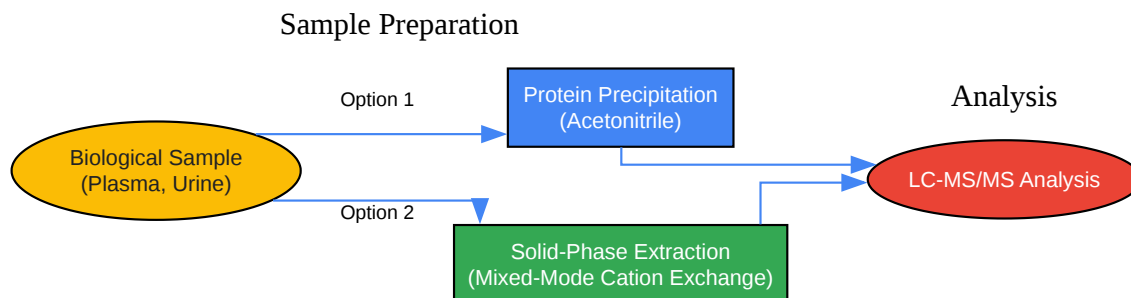 Sample Preparation
Option 1
Protein Precipitation
(Acetonitrile)
Analysis
Biological Sample
(Plasma, Urine)
LC-MS/MS Analysis
Option 2
Solid-Phase Extraction
(Mixed-Mode Cation Exchange)